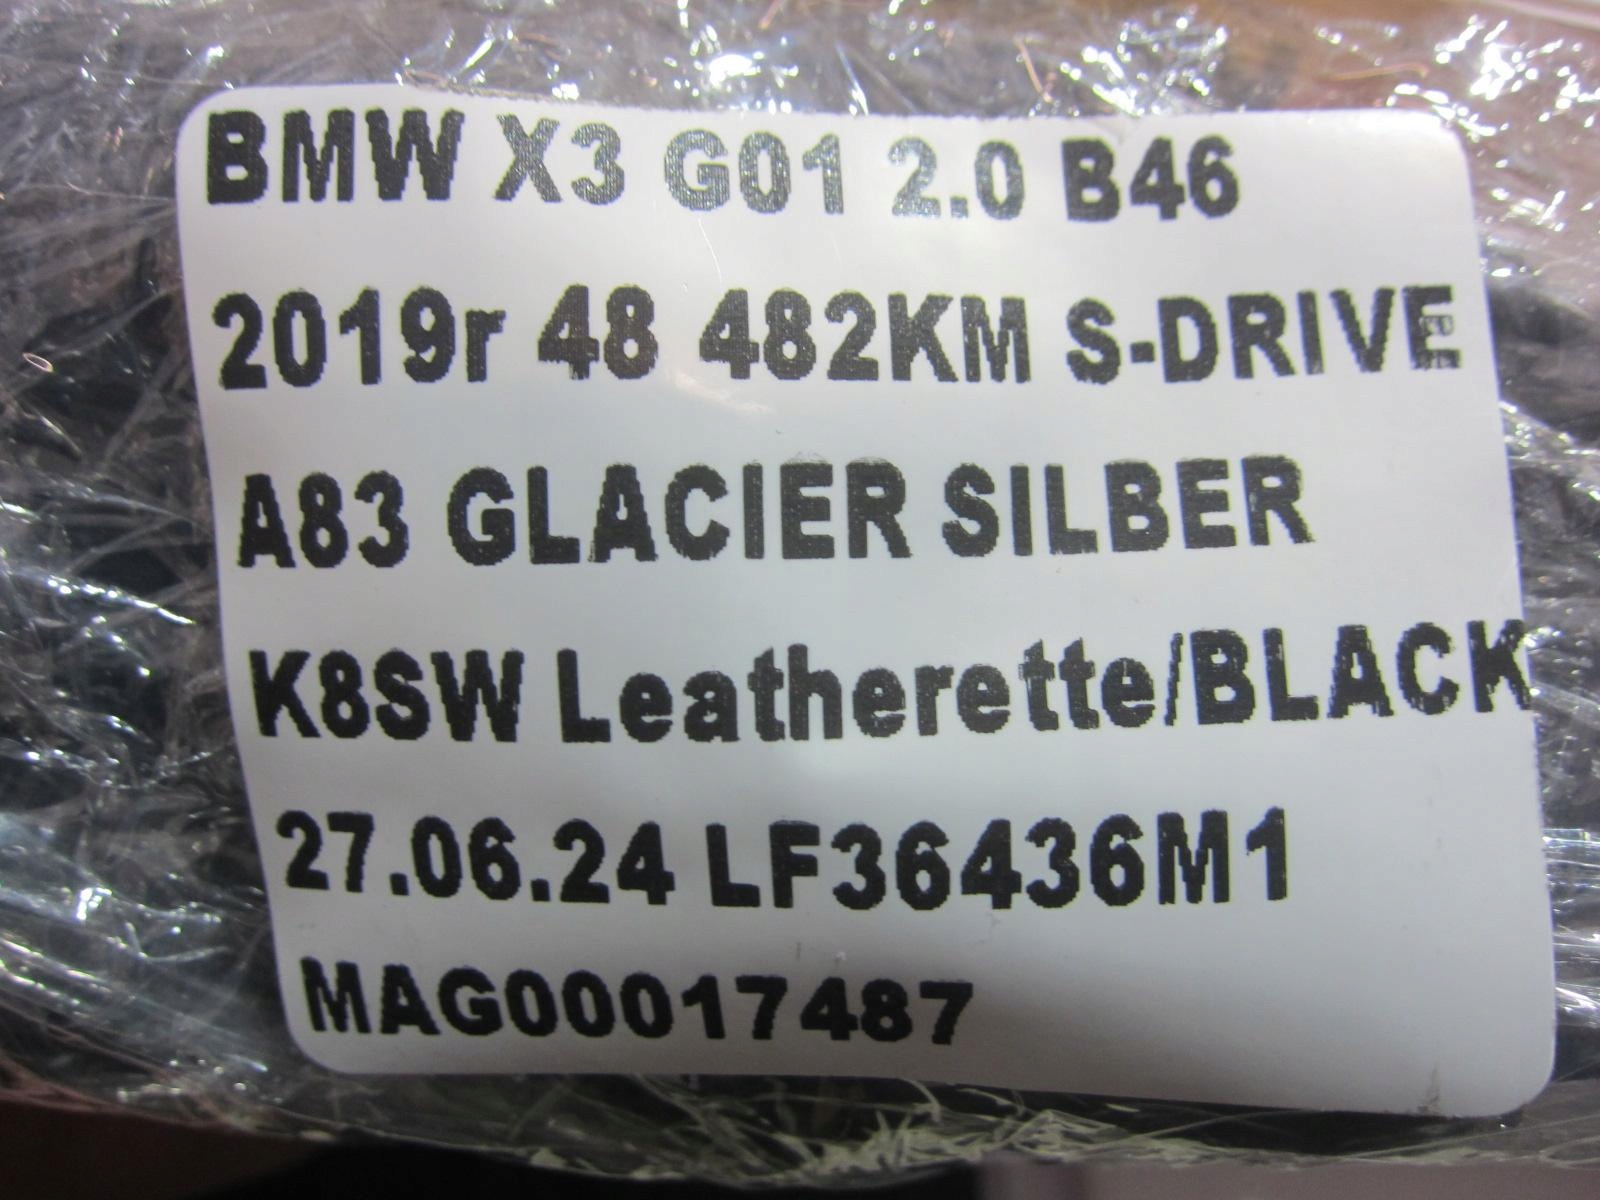 BMW X3 G01 2.0 B46
2019r 48 482KM S-DRIVE
A83 GLACIER SILBER
K8SW Leatherette/BLACK
27.06.24 LF36436M1
MAG00017487